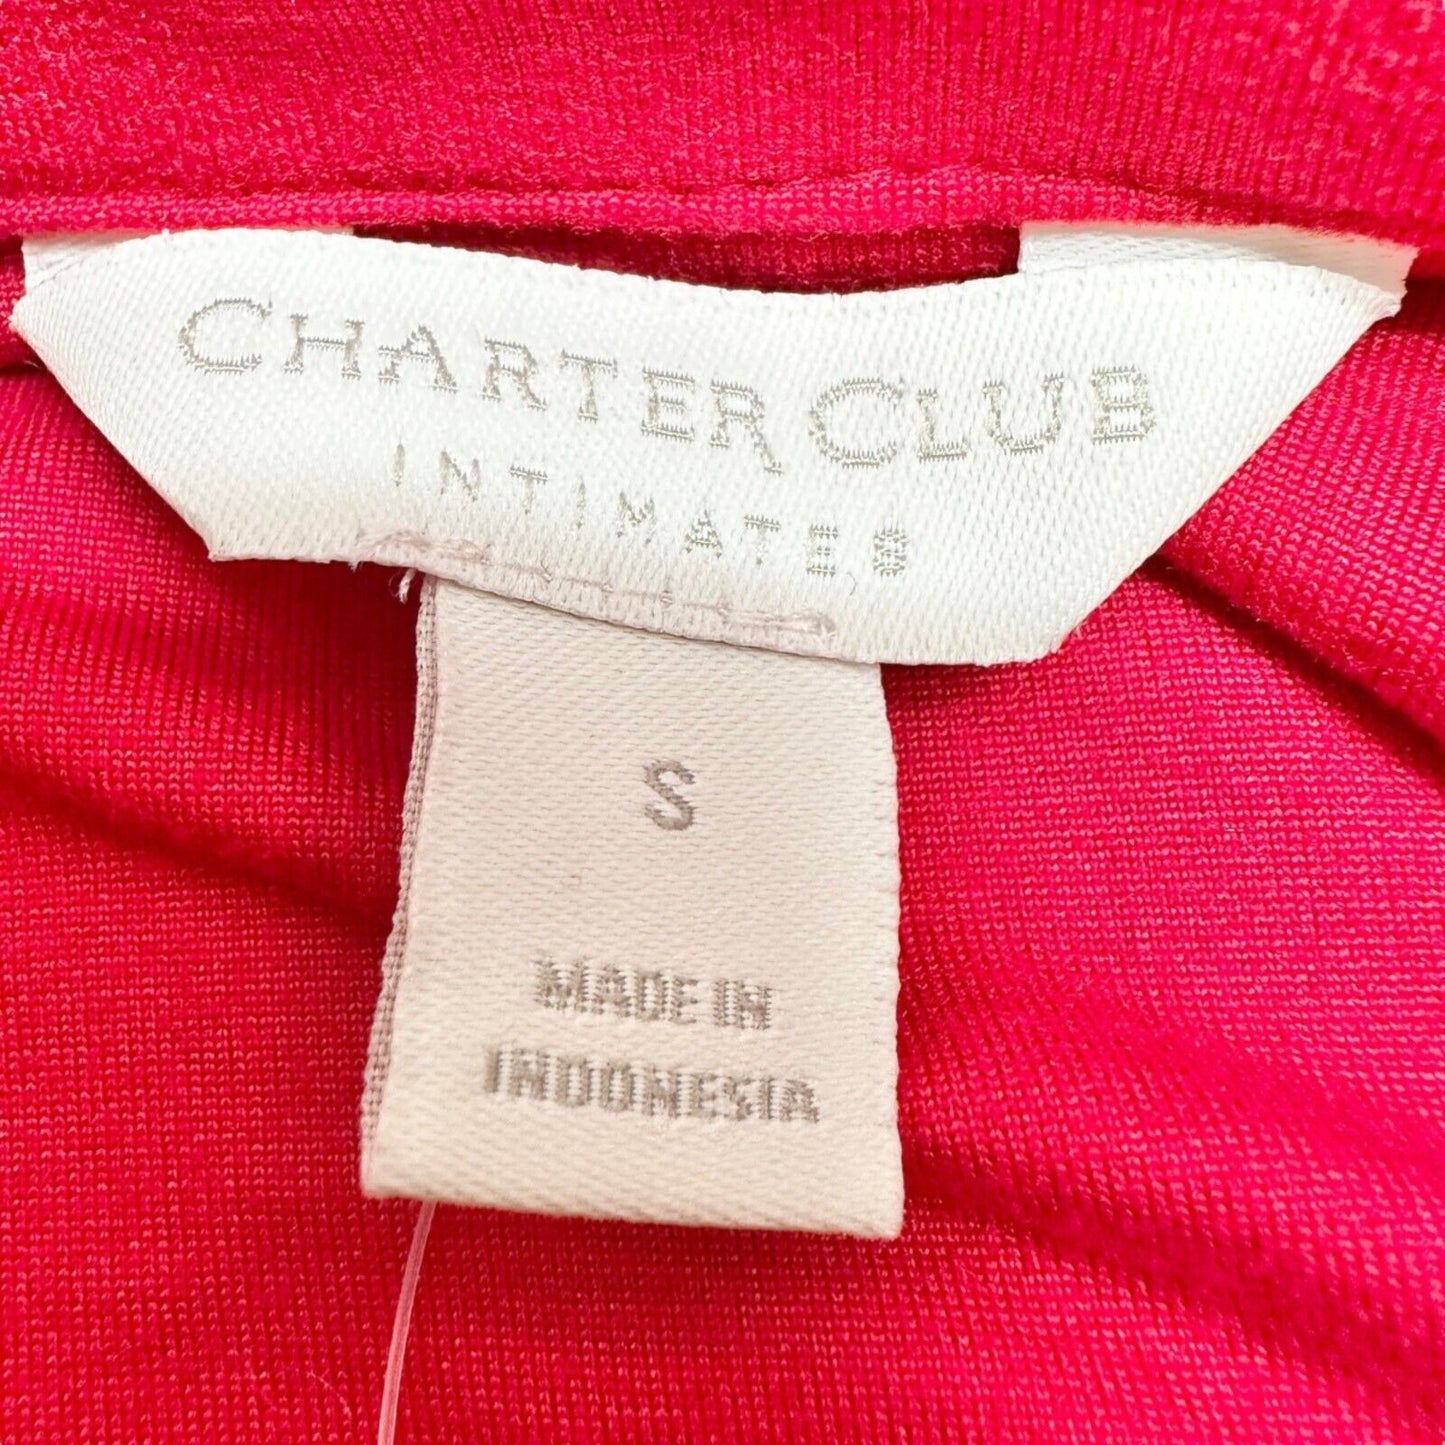 CHARTER CLUB
INTIMATES
S
MADE IN
INDONESIA